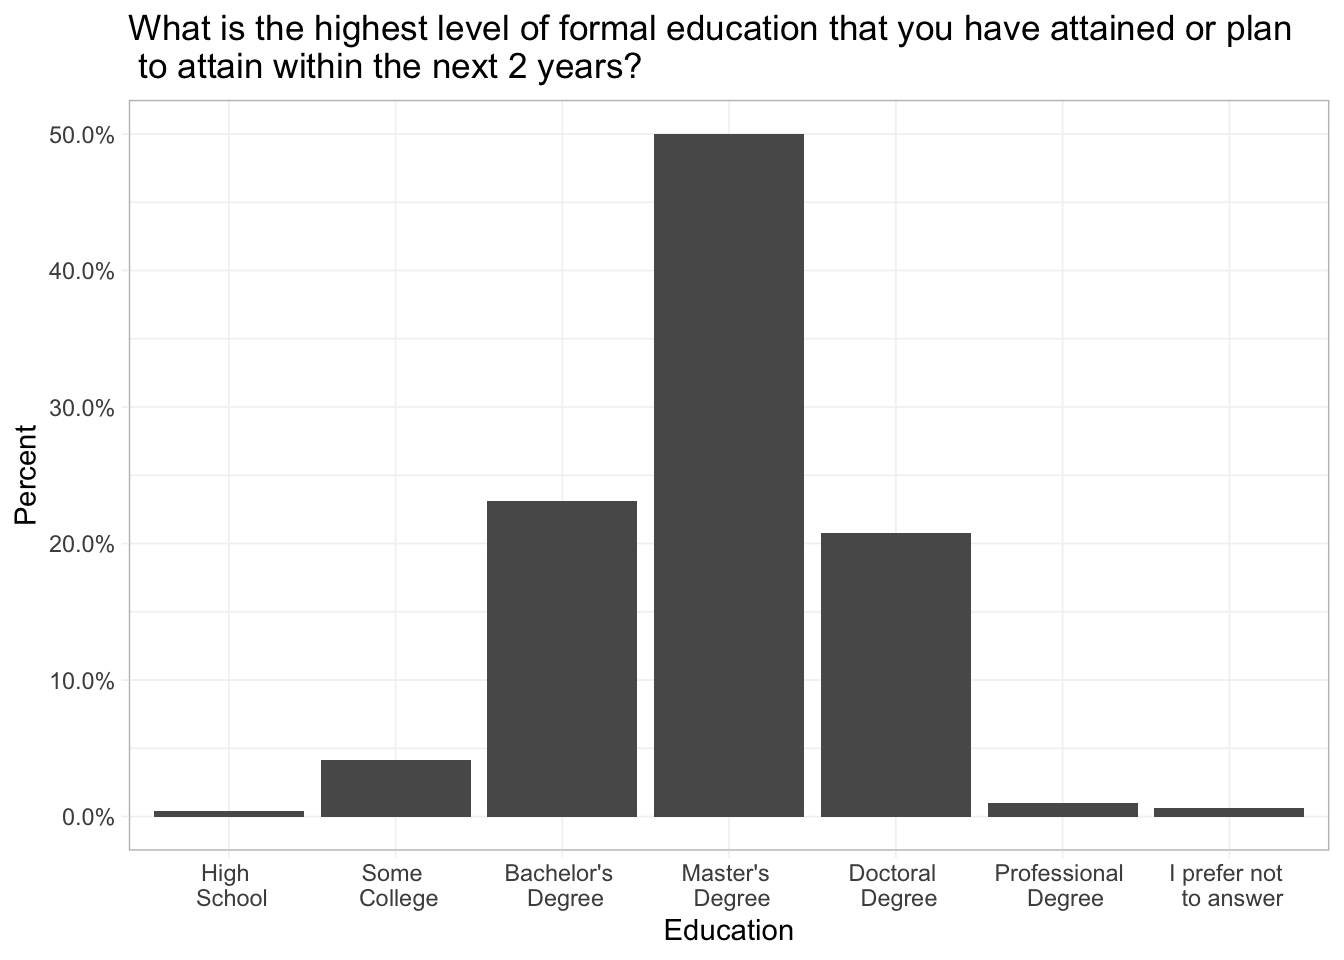 What is the highest level of formal education that you have attained or plan
to attain within the next 2 years?
50.0%
40.0%
30.0%
20.0%
10.0%
0.0%
Percent
High
School
Some
College
Bachelor's
Degree
Master's
Degree
Doctoral
Degree
Professional
Degree
I prefer not
to answer
Education